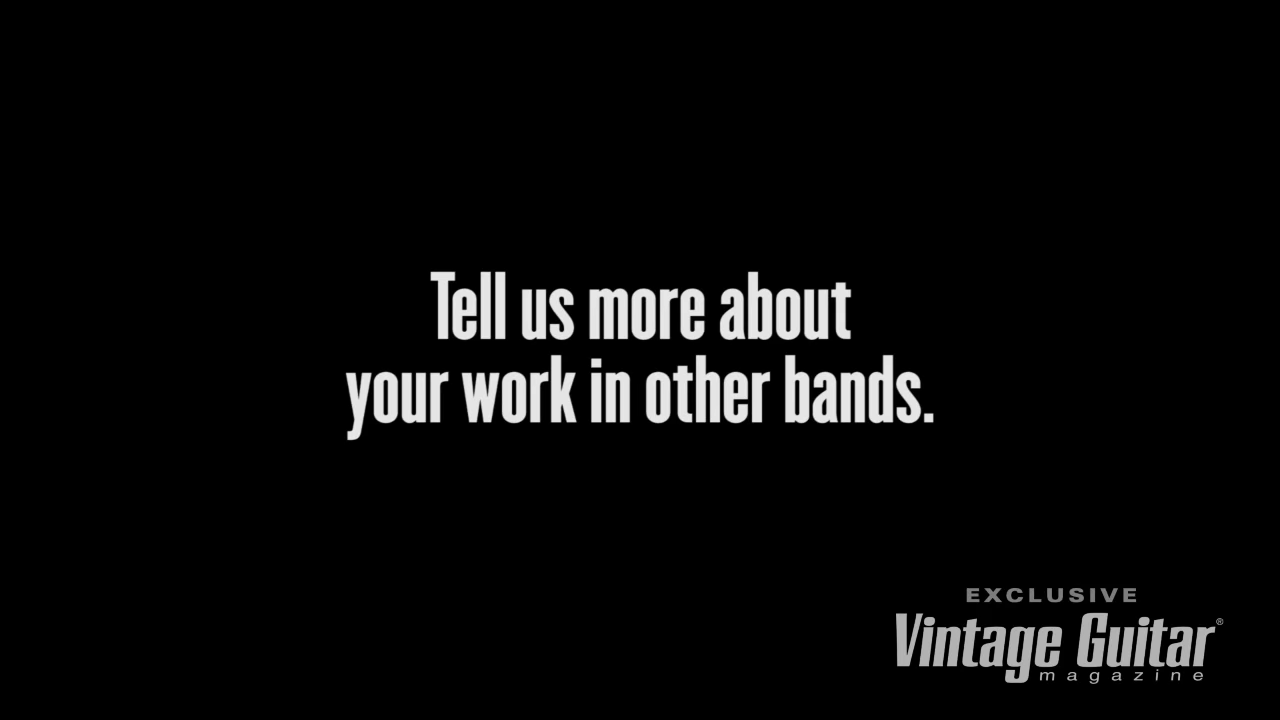 Tell us more about
your work in other bands.
EXCLUSIVE
Vintage Guitar®
magazine